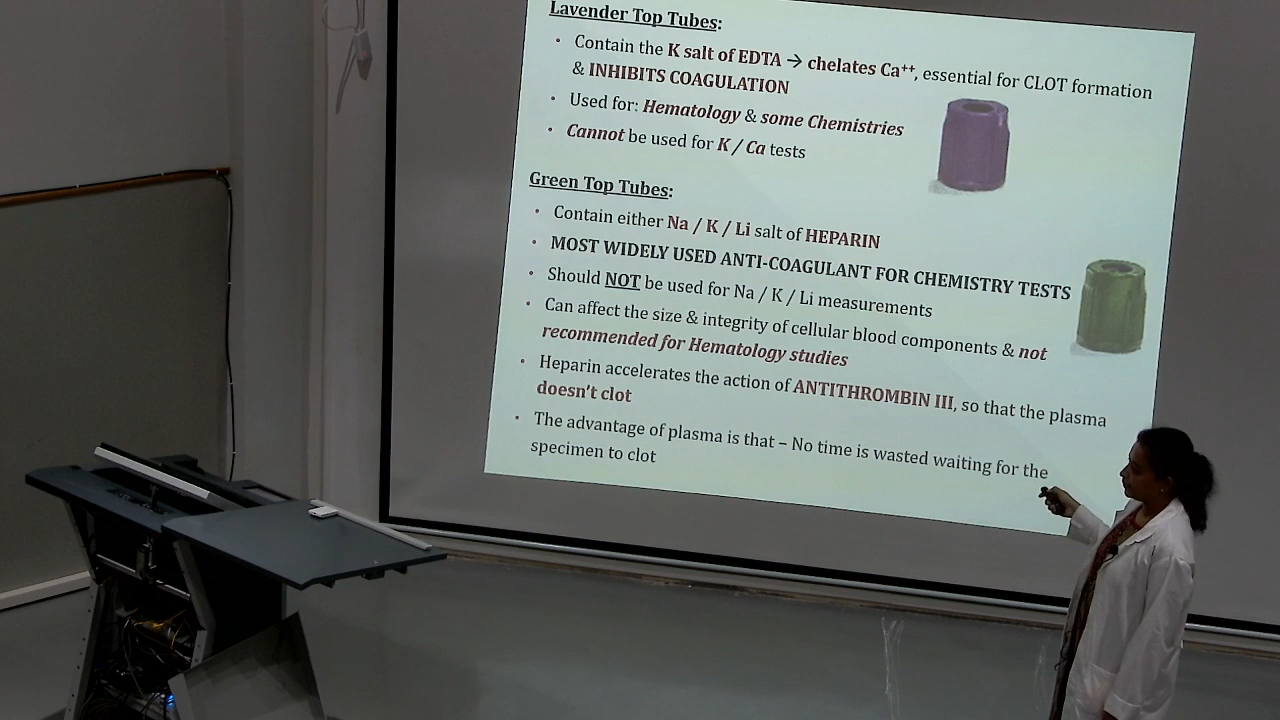 Lavender Top Tubes:
• Contain the K salt of EDTA → chelates Ca⁺⁺, essential for CLOT formation
& INHIBITS COAGULATION
• Used for: Hematology & some Chemistries
• Cannot be used for K / Ca tests
Green Top Tubes:
• Contain either Na / K / Li salt of HEPARIN
• MOST WIDELY USED ANTI-COAGULANT FOR CHEMISTRY TESTS
• Should NOT be used for Na / K / Li measurements
• Can affect the size & integrity of cellular blood components & not
recommended for Hematology studies
• Heparin accelerates the action of ANTITHROMBIN III, so that the plasma
doesn't clot
• The advantage of plasma is that – No time is wasted waiting for the
specimen to clot